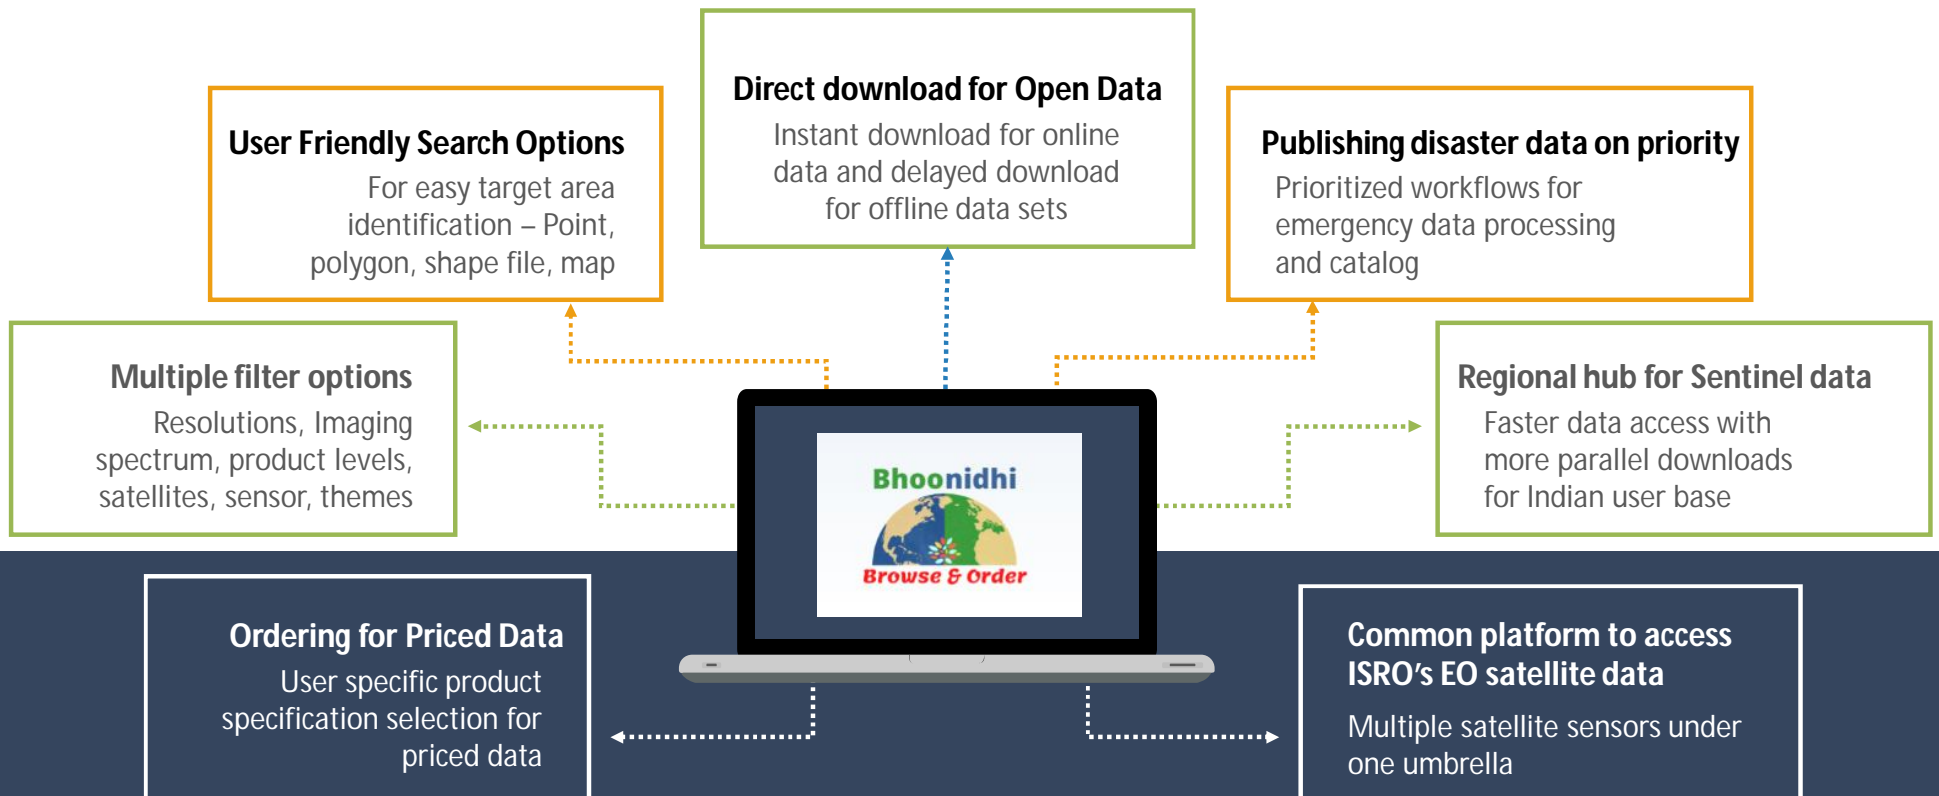 Direct download for Open Data
Instant download for online
data and delayed download
for offline data sets
User Friendly Search Options
For easy target area
identification – Point,
polygon, shape file, map
Publishing disaster data on priority
Prioritized workflows for
emergency data processing
and catalog
Multiple filter options
Resolutions, Imaging
spectrum, product levels,
satellites, sensor, themes
Regional hub for Sentinel data
Faster data access with
more parallel downloads
for Indian user base
Bhoonidhi
Browse & Order
Ordering for Priced Data
User specific product
specification selection for
priced data
Common platform to access
ISRO’s EO satellite data
Multiple satellite sensors under
one umbrella